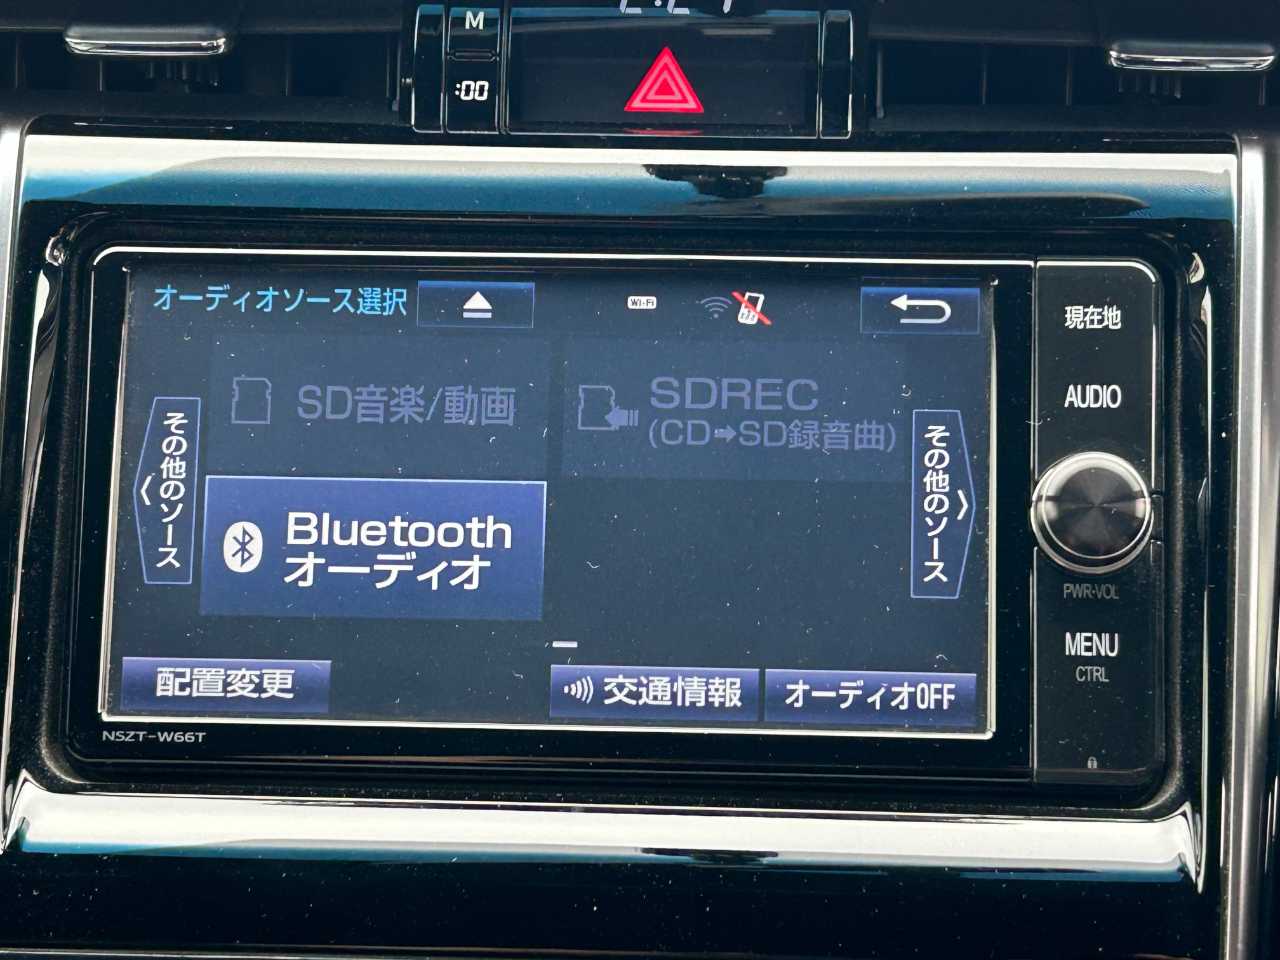 M
:00
オーディオソース選択
Wi-Fi
現在地
AUDIO
SD音楽/動画
SDREC
(CD➡SD録音曲)
その他のソース
その他のソース
Bluetooth
オーディオ
PWR·VOL
MENU
CTRL
配置変更
交通情報
オーディオOFF
NSZT-W66T